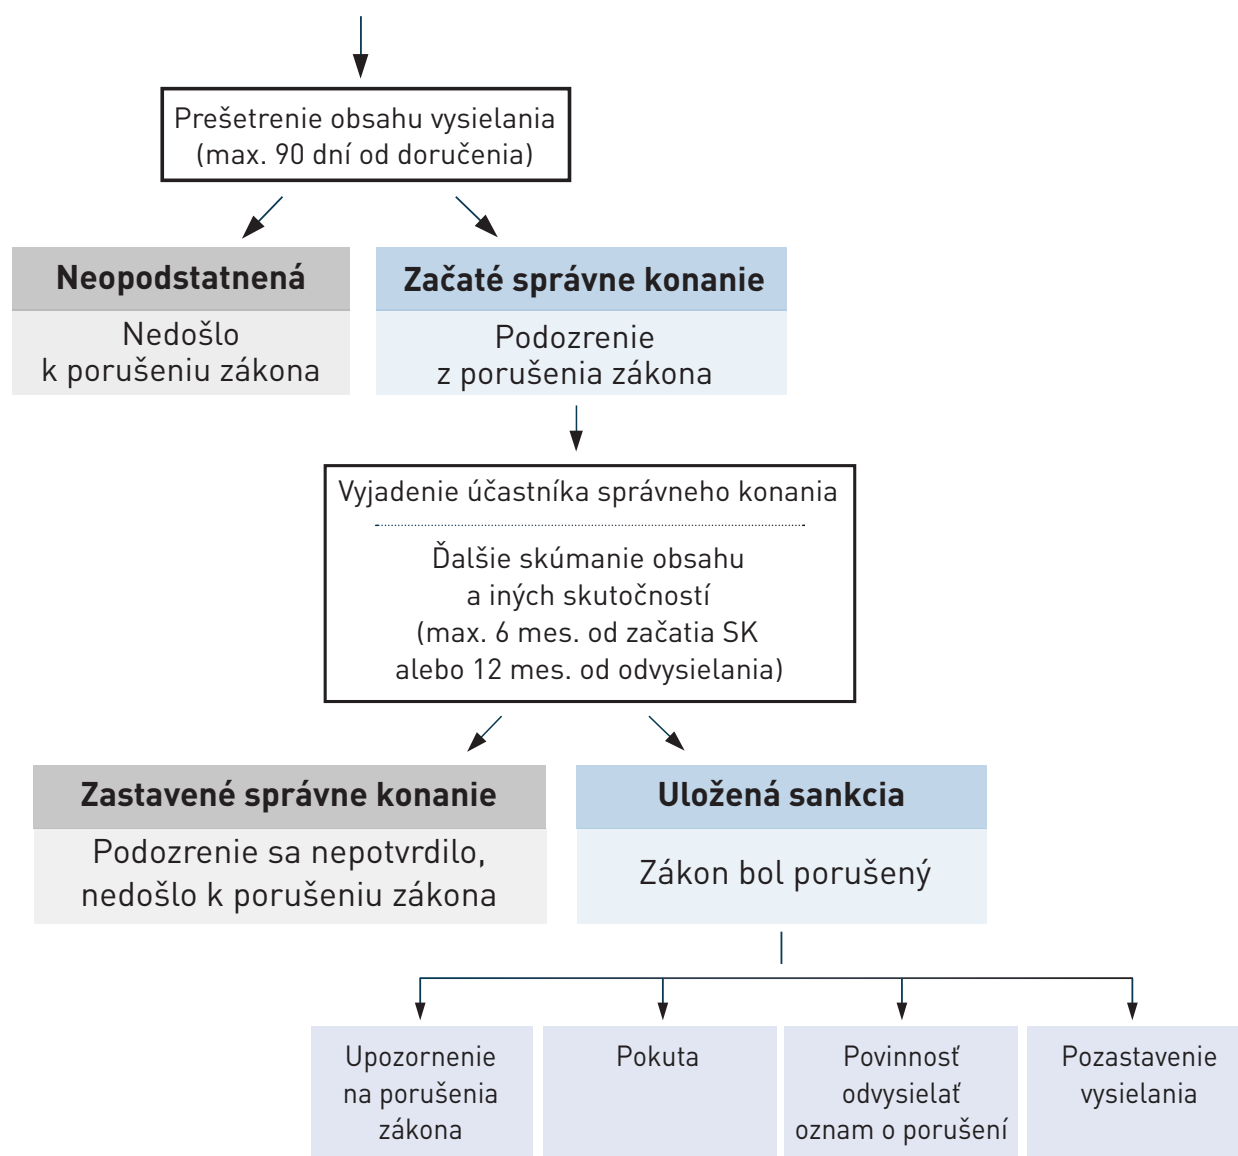 Prešetrenie obsahu vysielania
(max. 90 dní od doručenia)
Neopodstatnená
Nedošlo
k porušeniu zákona
Začaté správne konanie
Podozrenie
z porušenia zákona
Vyjadenie účastníka správneho konania
Ďalšie skúmanie obsahu
a iných skutočností
(max. 6 mes. od začatia SK
alebo 12 mes. od odvysielania)
Zastavené správne konanie
Podozrenie sa nepotvrdilo,
nedošlo k porušeniu zákona
Uložená sankcia
Zákon bol porušený
Upozornenie
na porušenia
zákona
Pokuta
Povinnosť
odvysielať
oznam o porušení
Pozastavenie
vysielania